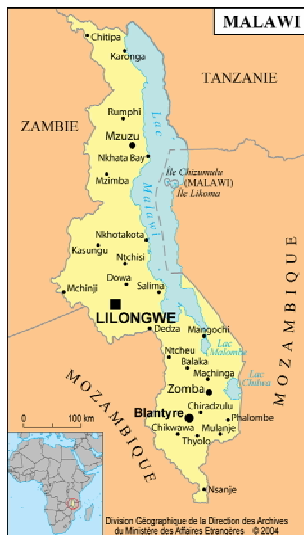 MALAWI
Chitipa
Karonga
TANZANIE
ZAMBIE
Rumphi
Mzuzu
Lac
Nkhata Bay
Ile Chizumulu
(MALAWI)
Ile Likoma
Mzimba
Malawi
Nkhotakota
Kasungu
Ntchisi
Dowa
Mchinji
Salima
LILONGWE
Dedza
Mangochi
Ntcheu
Lac
Malombe
Balaka
Machinga
Lac
Chilwa
Zomba
MOZAMBIQUE
Chiradzulu
Blantyre
Phalombe
Chikwawa
Mulanje
Thyolo
MOZAMBIQUE
0 100 km
Nsanje
Division Géographique de la Direction des Archives
du Ministère des Affaires Etrangères © 2004